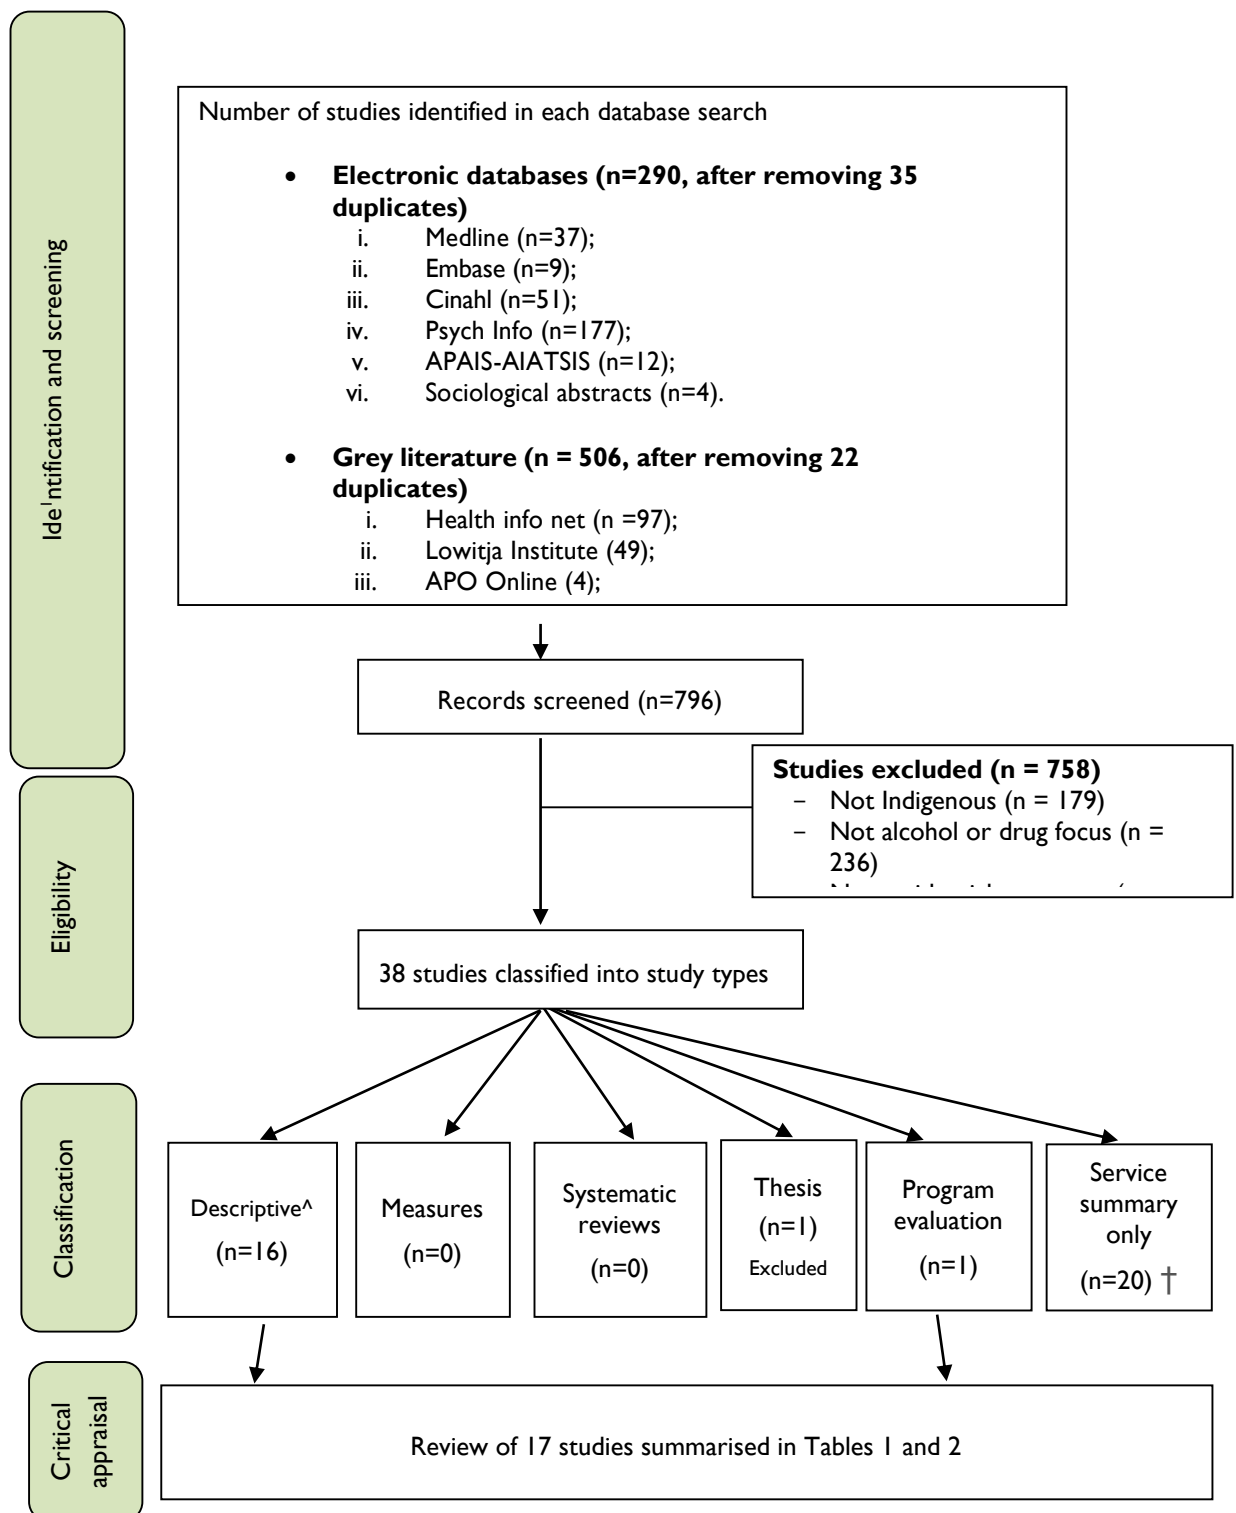 Ide'ntification and screening
Number of studies identified in each database search
• Electronic databases (n=290, after removing 35
duplicates)
i. Medline (n=37);
ii. Embase (n=9);
iii. Cinahl (n=51);
iv. Psych Info (n=177);
v. APAIS-AIATSIS (n=12);
vi. Sociological abstracts (n=4).
• Grey literature (n = 506, after removing 22
duplicates)
i. Health info net (n =97);
ii. Lowitja Institute (49);
iii. APO Online (4);
Records screened (n=796)
Studies excluded (n = 758)
– Not Indigenous (n = 179)
– Not alcohol or drug focus (n =
236)
Eligibility
38 studies classified into study types
Classification
Descriptive^
(n=16)
Measures
(n=0)
Systematic
reviews
(n=0)
Thesis
(n=1)
Excluded
Program
evaluation
(n=1)
Service
summary
only
(n=20) †
Critical
appraisal
Review of 17 studies summarised in Tables 1 and 2